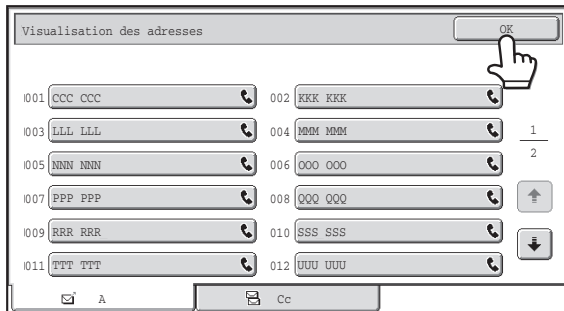 Visualisation des adresses OK
001 CCC CCC 002 KKK KKK
003 LLL LLL 004 MMM MMM
1
005 NNN NNN 006 OOO OOO
2
007 PPP PPP 008 QQQ QQQ
009 RRR RRR 010 SSS SSS
011 TTT TTT 012 UUU UUU
A Cc